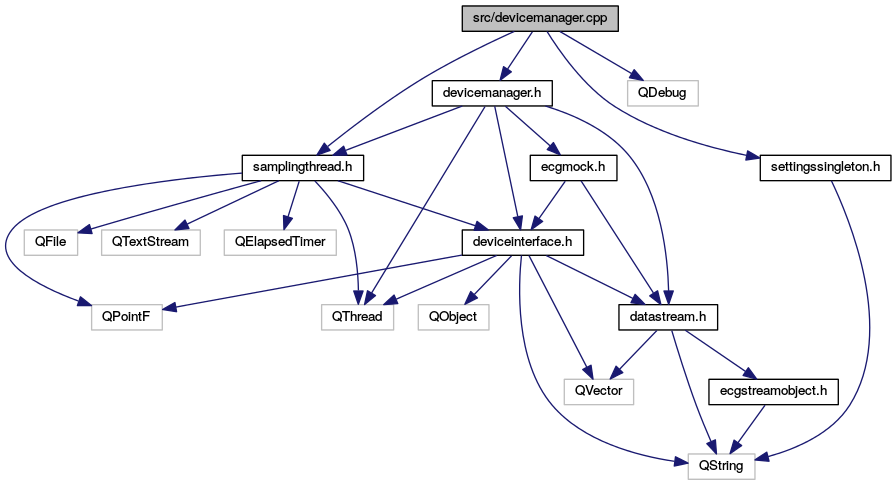 src/devicemanager.cpp
devicemanager.h
QDebug
samplingthread.h
ecgmock.h
settingssingleton.h
QFile
QTextStream
QElapsedTimer
deviceinterface.h
QPointF
QThread
QObject
datastream.h
QVector
ecgstreamobject.h
QString